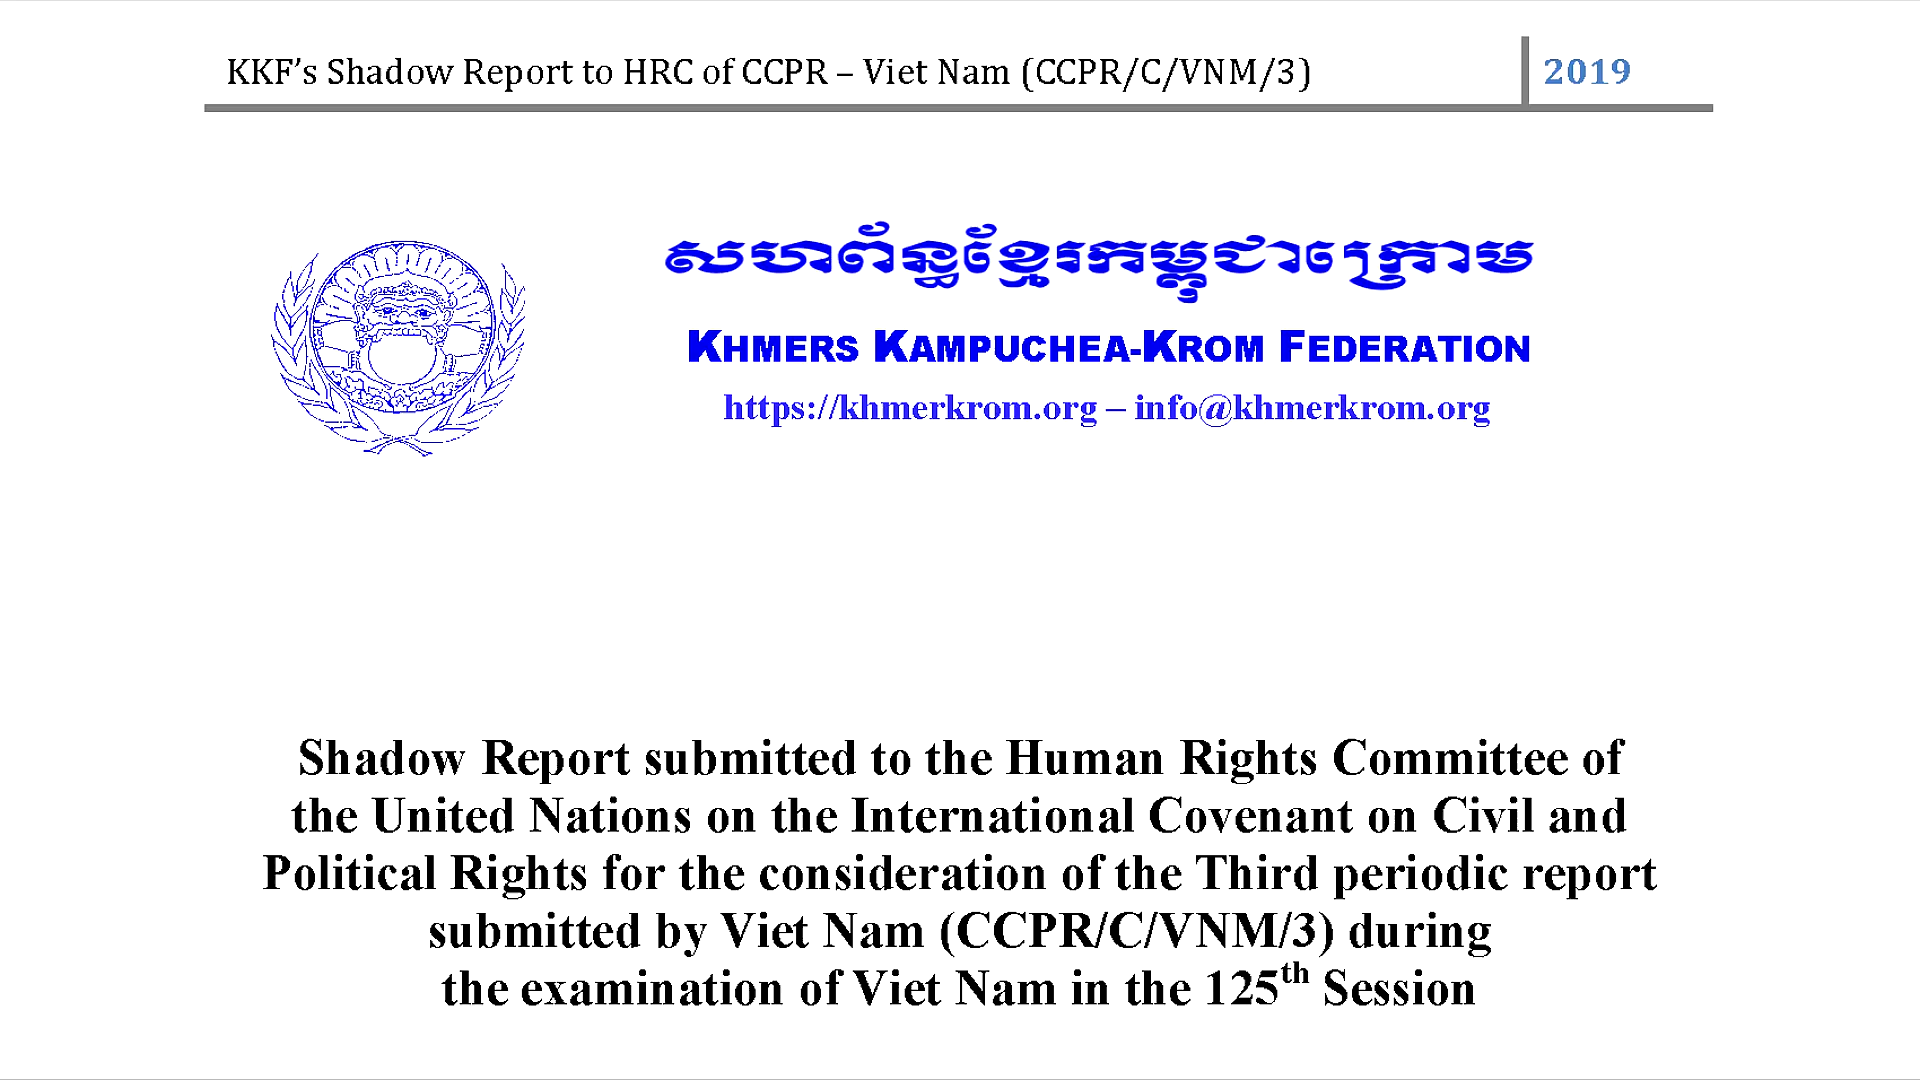 KKF’s Shadow Report to HRC of CCPR – Viet Nam (CCPR/C/VNM/3) 2019
សហព័ន្ធខ្មែរកម្ពុជាក្រោម
KHMERS KAMPUCHEA-KROM FEDERATION
https://khmerkrom.org – info@khmerkrom.org
Shadow Report submitted to the Human Rights Committee of
the United Nations on the International Covenant on Civil and
Political Rights for the consideration of the Third periodic report
submitted by Viet Nam (CCPR/C/VNM/3) during
the examination of Viet Nam in the 125th Session